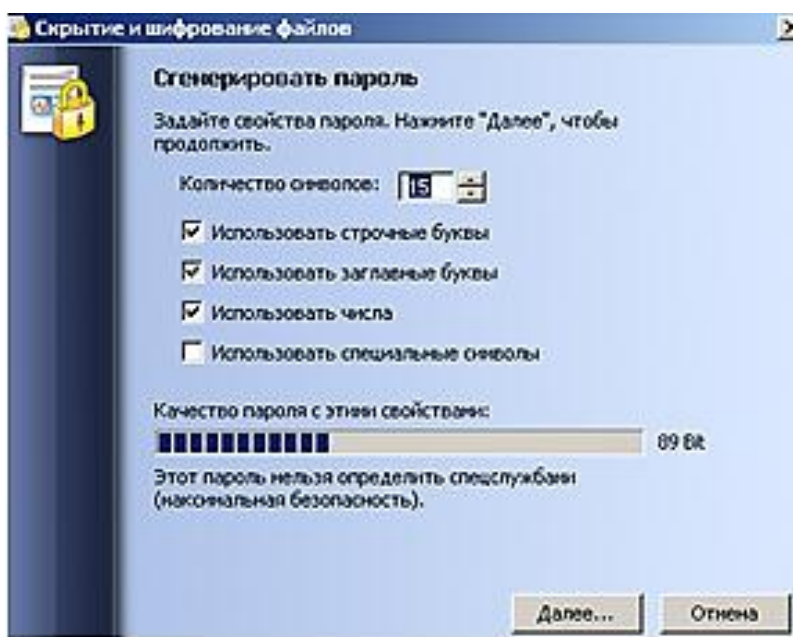 Скрытие и шифрование файлов
Сгенерировать пароль
Задайте свойства пароля. Нажмите "Далее", чтобы
продолжить.
Количество символов: 15
Использовать строчные буквы
Использовать заглавные буквы
Использовать числа
Использовать специальные символы
Качество пароля с этими свойствами:
89 Bit
Этот пароль нельзя определить спецслужбами
(максимальная безопасность).
Далее... Отмена